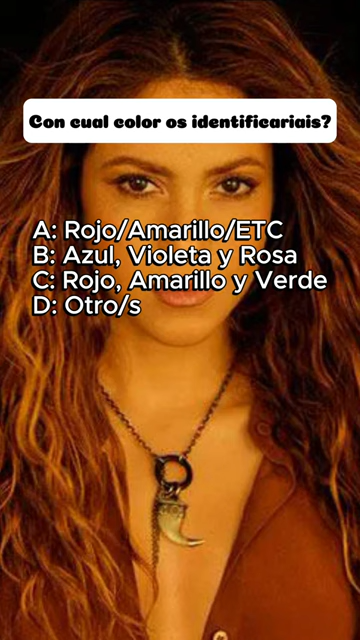 Con cual color os identificariais?
A: Rojo/Amarillo/ETC
B: Azul, Violeta y Rosa
C: Rojo, Amarillo y Verde
D: Otro/s